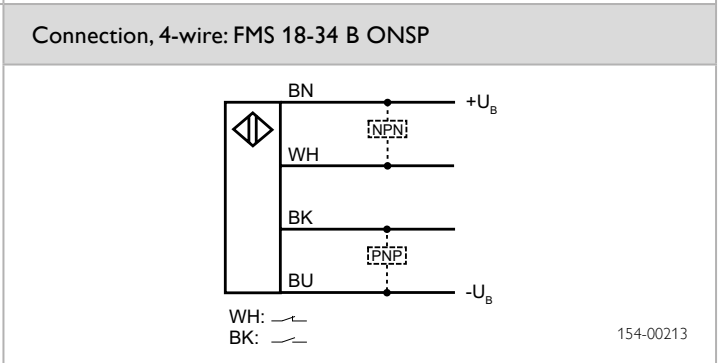 Connection, 4-wire: FMS 18-34 B ONSP
BN
+U_B
NPN
WH
BK
PNP
BU
-U_B
WH:
BK:
154-00213